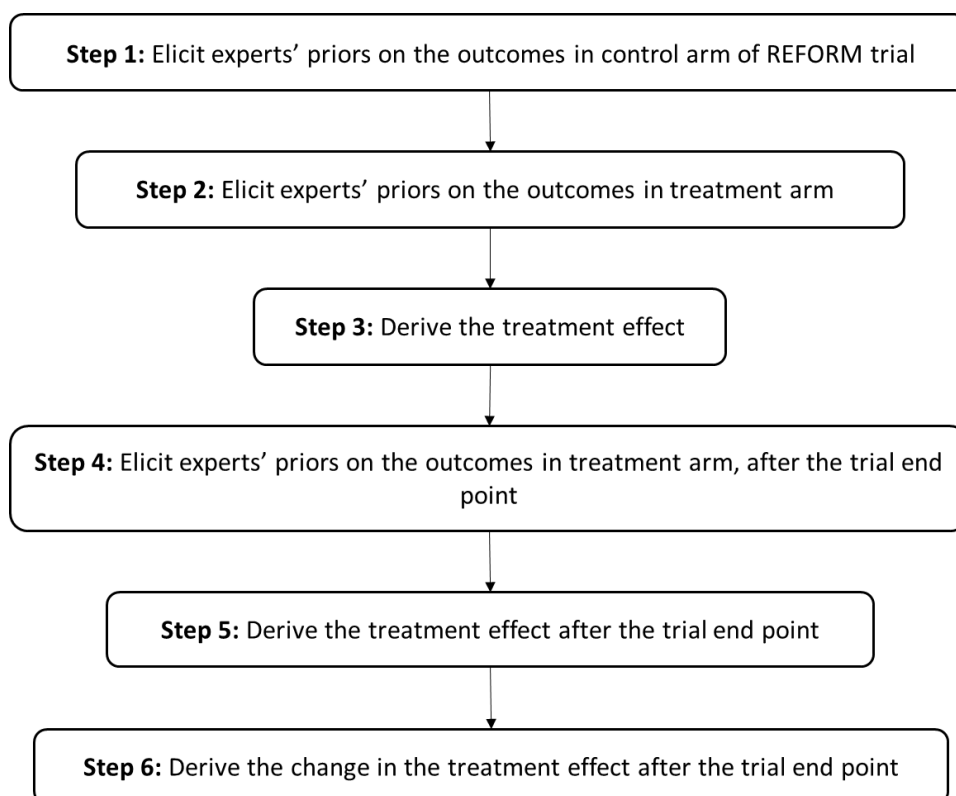 Step 1: Elicit experts’ priors on the outcomes in control arm of REFORM trial
Step 2: Elicit experts’ priors on the outcomes in treatment arm
Step 3: Derive the treatment effect
Step 4: Elicit experts’ priors on the outcomes in treatment arm, after the trial end
point
Step 5: Derive the treatment effect after the trial end point
Step 6: Derive the change in the treatment effect after the trial end point